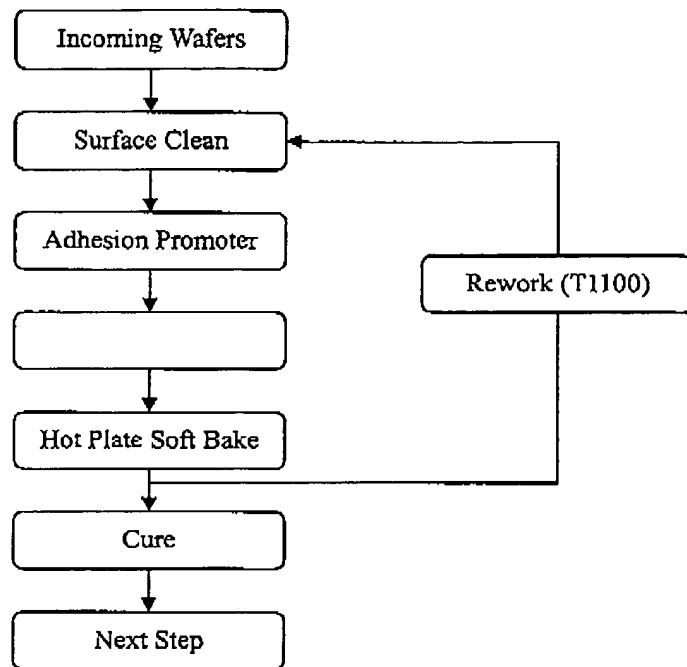 Incoming Wafers
Surface Clean
Adhesion Promoter
Rework (T1100)
Hot Plate Soft Bake
Cure
Next Step